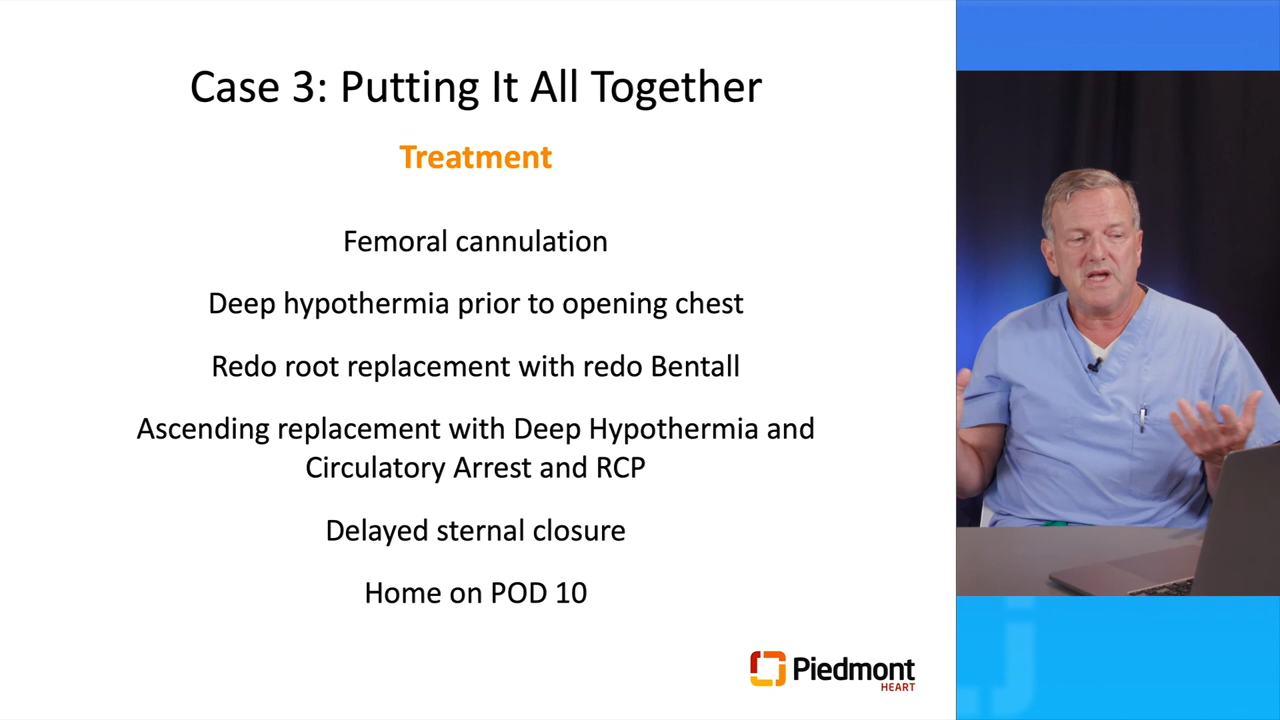 Case 3: Putting It All Together
Treatment
Femoral cannulation
Deep hypothermia prior to opening chest
Redo root replacement with redo Bentall
Ascending replacement with Deep Hypothermia and
Circulatory Arrest and RCP
Delayed sternal closure
Home on POD 10
Piedmont
HEART